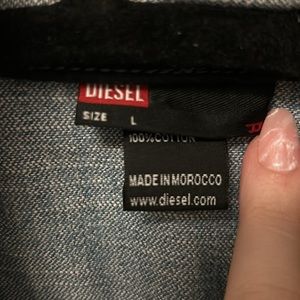 DIESEL
SIZE L
100%COTTON
MADE IN MOROCCO
www.diesel.com